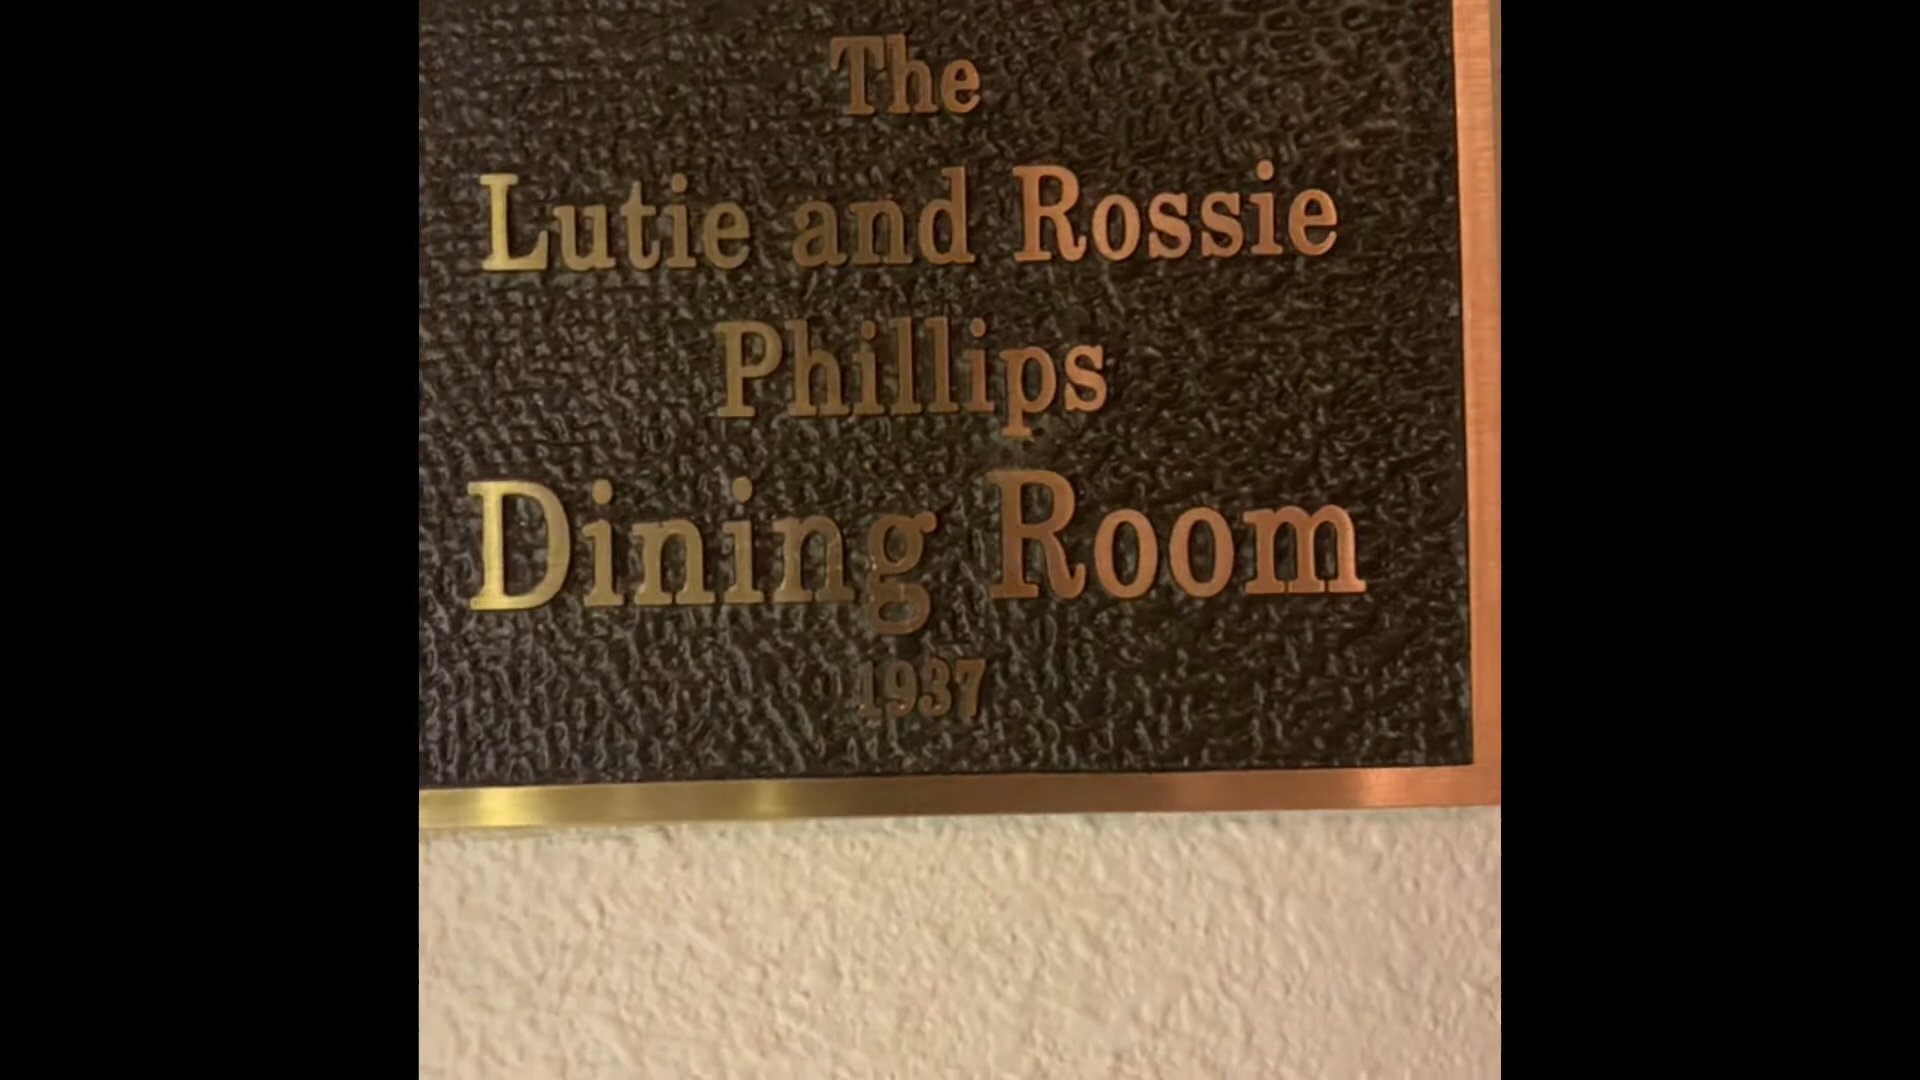 The
Lutie and Rossie
Phillips
Dining Room
1937